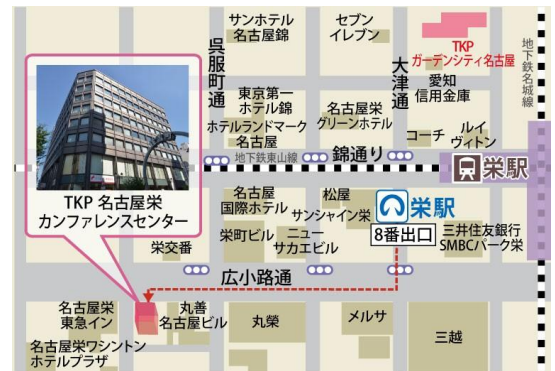 サンホテル
名古屋錦
セブン
イレブン
TKP
ガーデンシティ名古屋
呉服町通
大津通
地下鉄名城線
愛知
信用金庫
東京第一
ホテル錦
ホテルランドマーク
名古屋
名古屋栄
グリーンホテル
コーチ
ルイ
ヴィトン
地下鉄東山線
錦通り
栄駅
TKP 名古屋栄
カンファレンスセンター
名古屋
国際ホテル
松屋
サンシャイン栄
栄駅
8番出口
三井住友銀行
SMBCパーク栄
栄交番
栄町ビル
ニュー
サカエビル
広小路通
名古屋栄
東急イン
丸善
名古屋ビル
丸榮
メルサ
三越
名古屋栄ワシントン
ホテルプラザ